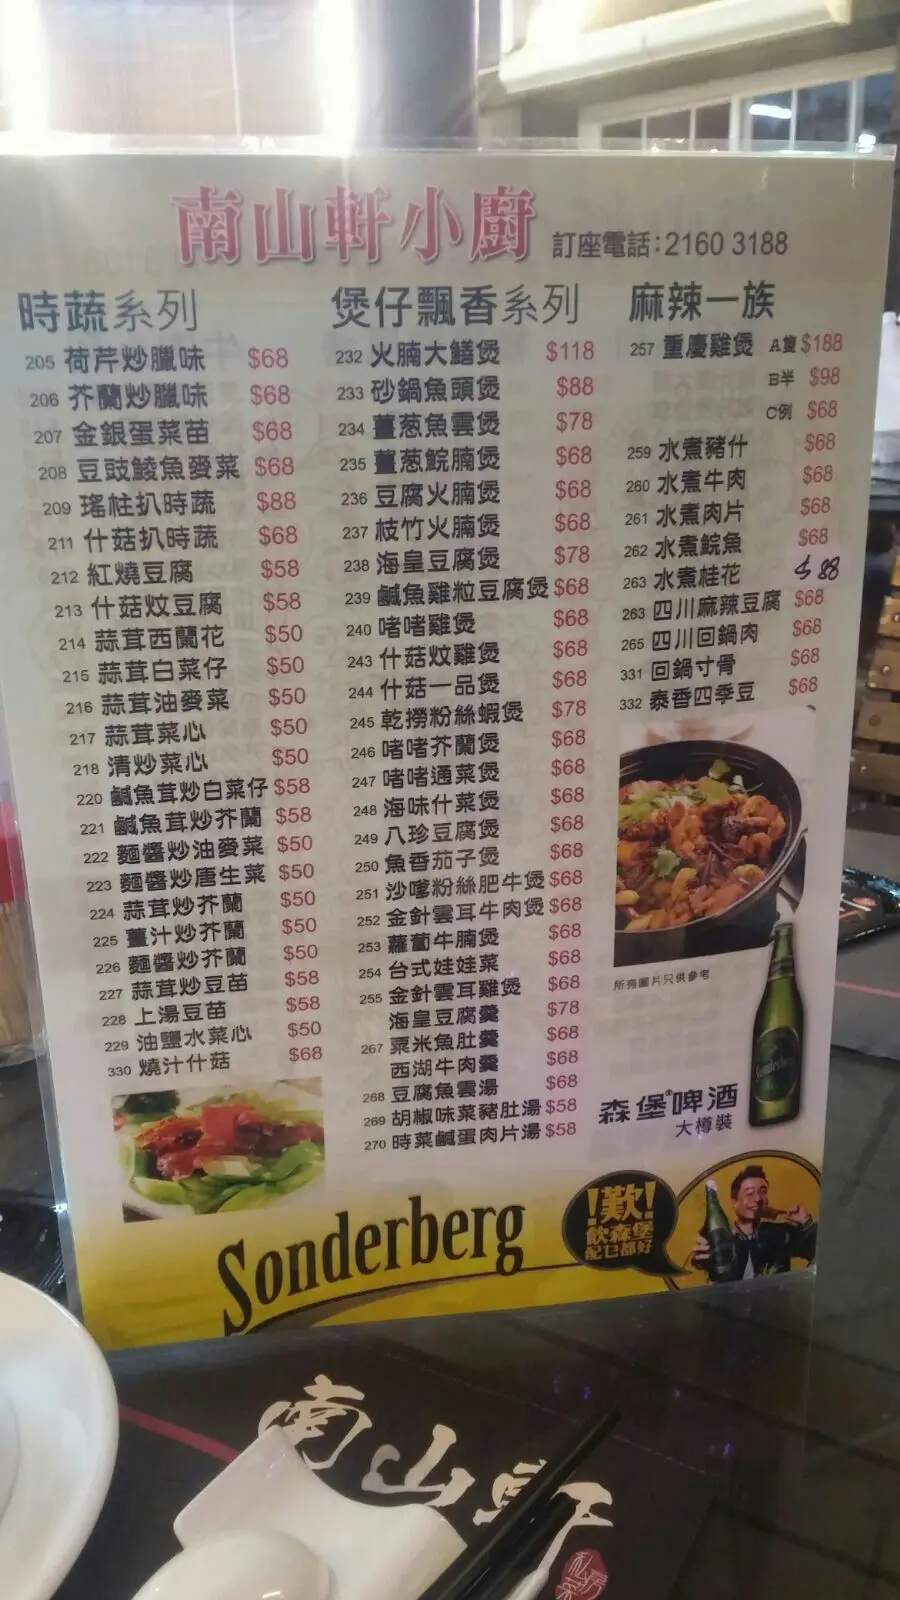 南山軒小廚
訂座電話：2160 3188
時蔬系列
205 荷芹炒臘味 $68
206 芥蘭炒臘味 $68
207 金銀蛋菜苗 $68
208 豆豉鯪魚麥菜 $68
209 瑤柱扒時蔬 $88
211 什菇扒時蔬 $68
212 紅燒豆腐 $58
213 什菇炆豆腐 $58
214 蒜茸西蘭花 $50
215 蒜茸白菜仔 $50
216 蒜茸油麥菜 $50
217 蒜茸菜心 $50
218 清炒菜心 $50
220 鹹魚茸炒白菜仔 $58
221 鹹魚茸炒芥蘭 $58
222 麵醬炒油麥菜 $50
223 麵醬炒唐生菜 $50
224 蒜茸炒芥蘭 $50
225 薑汁炒芥蘭 $50
226 麵醬炒芥蘭 $50
227 蒜茸炒豆苗 $58
228 上湯豆苗 $58
229 油鹽水菜心 $50
330 燒汁什菇 $68
煲仔飄香系列
232 火腩大鱔煲 $118
233 砂鍋魚頭煲 $88
234 薑葱魚雲煲 $78
235 薑葱鯇腩煲 $68
236 豆腐火腩煲 $68
237 枝竹火腩煲 $68
238 海皇豆腐煲 $78
239 鹹魚雞粒豆腐煲 $68
240 啫啫雞煲 $68
243 什菇炆雞煲 $68
244 什菇一品煲 $68
245 乾撈粉絲蝦煲 $78
246 啫啫芥蘭煲 $68
247 啫啫通菜煲 $68
248 海味什菜煲 $68
249 八珍豆腐煲 $68
250 魚香茄子煲 $68
251 沙嗲粉絲肥牛煲 $68
252 金針雲耳牛肉煲 $68
253 蘿蔔牛腩煲 $68
254 台式娃娃菜 $68
255 金針雲耳雞煲 $68
海皇豆腐羹 $78
267 粟米魚肚羹 $68
西湖牛肉羹 $68
268 豆腐魚雲湯 $68
269 胡椒味菜豬肚湯 $58
270 時菜鹹蛋肉片湯 $58
麻辣一族
257 重慶雞煲 A隻 $188
B半 $98
C例 $68
259 水煮豬什 $68
260 水煮牛肉 $68
261 水煮肉片 $68
262 水煮鯇魚 $68
263 水煮桂花 $88
263 四川麻辣豆腐 $68
265 四川回鍋肉 $68
331 回鍋寸骨 $68
332 泰香四季豆 $68
所有圖片只供參考
Sonderberg
森堡®啤酒
大樽裝
Sonderberg
!歎!
飲森堡
配乜都好
南山軒
私房菜